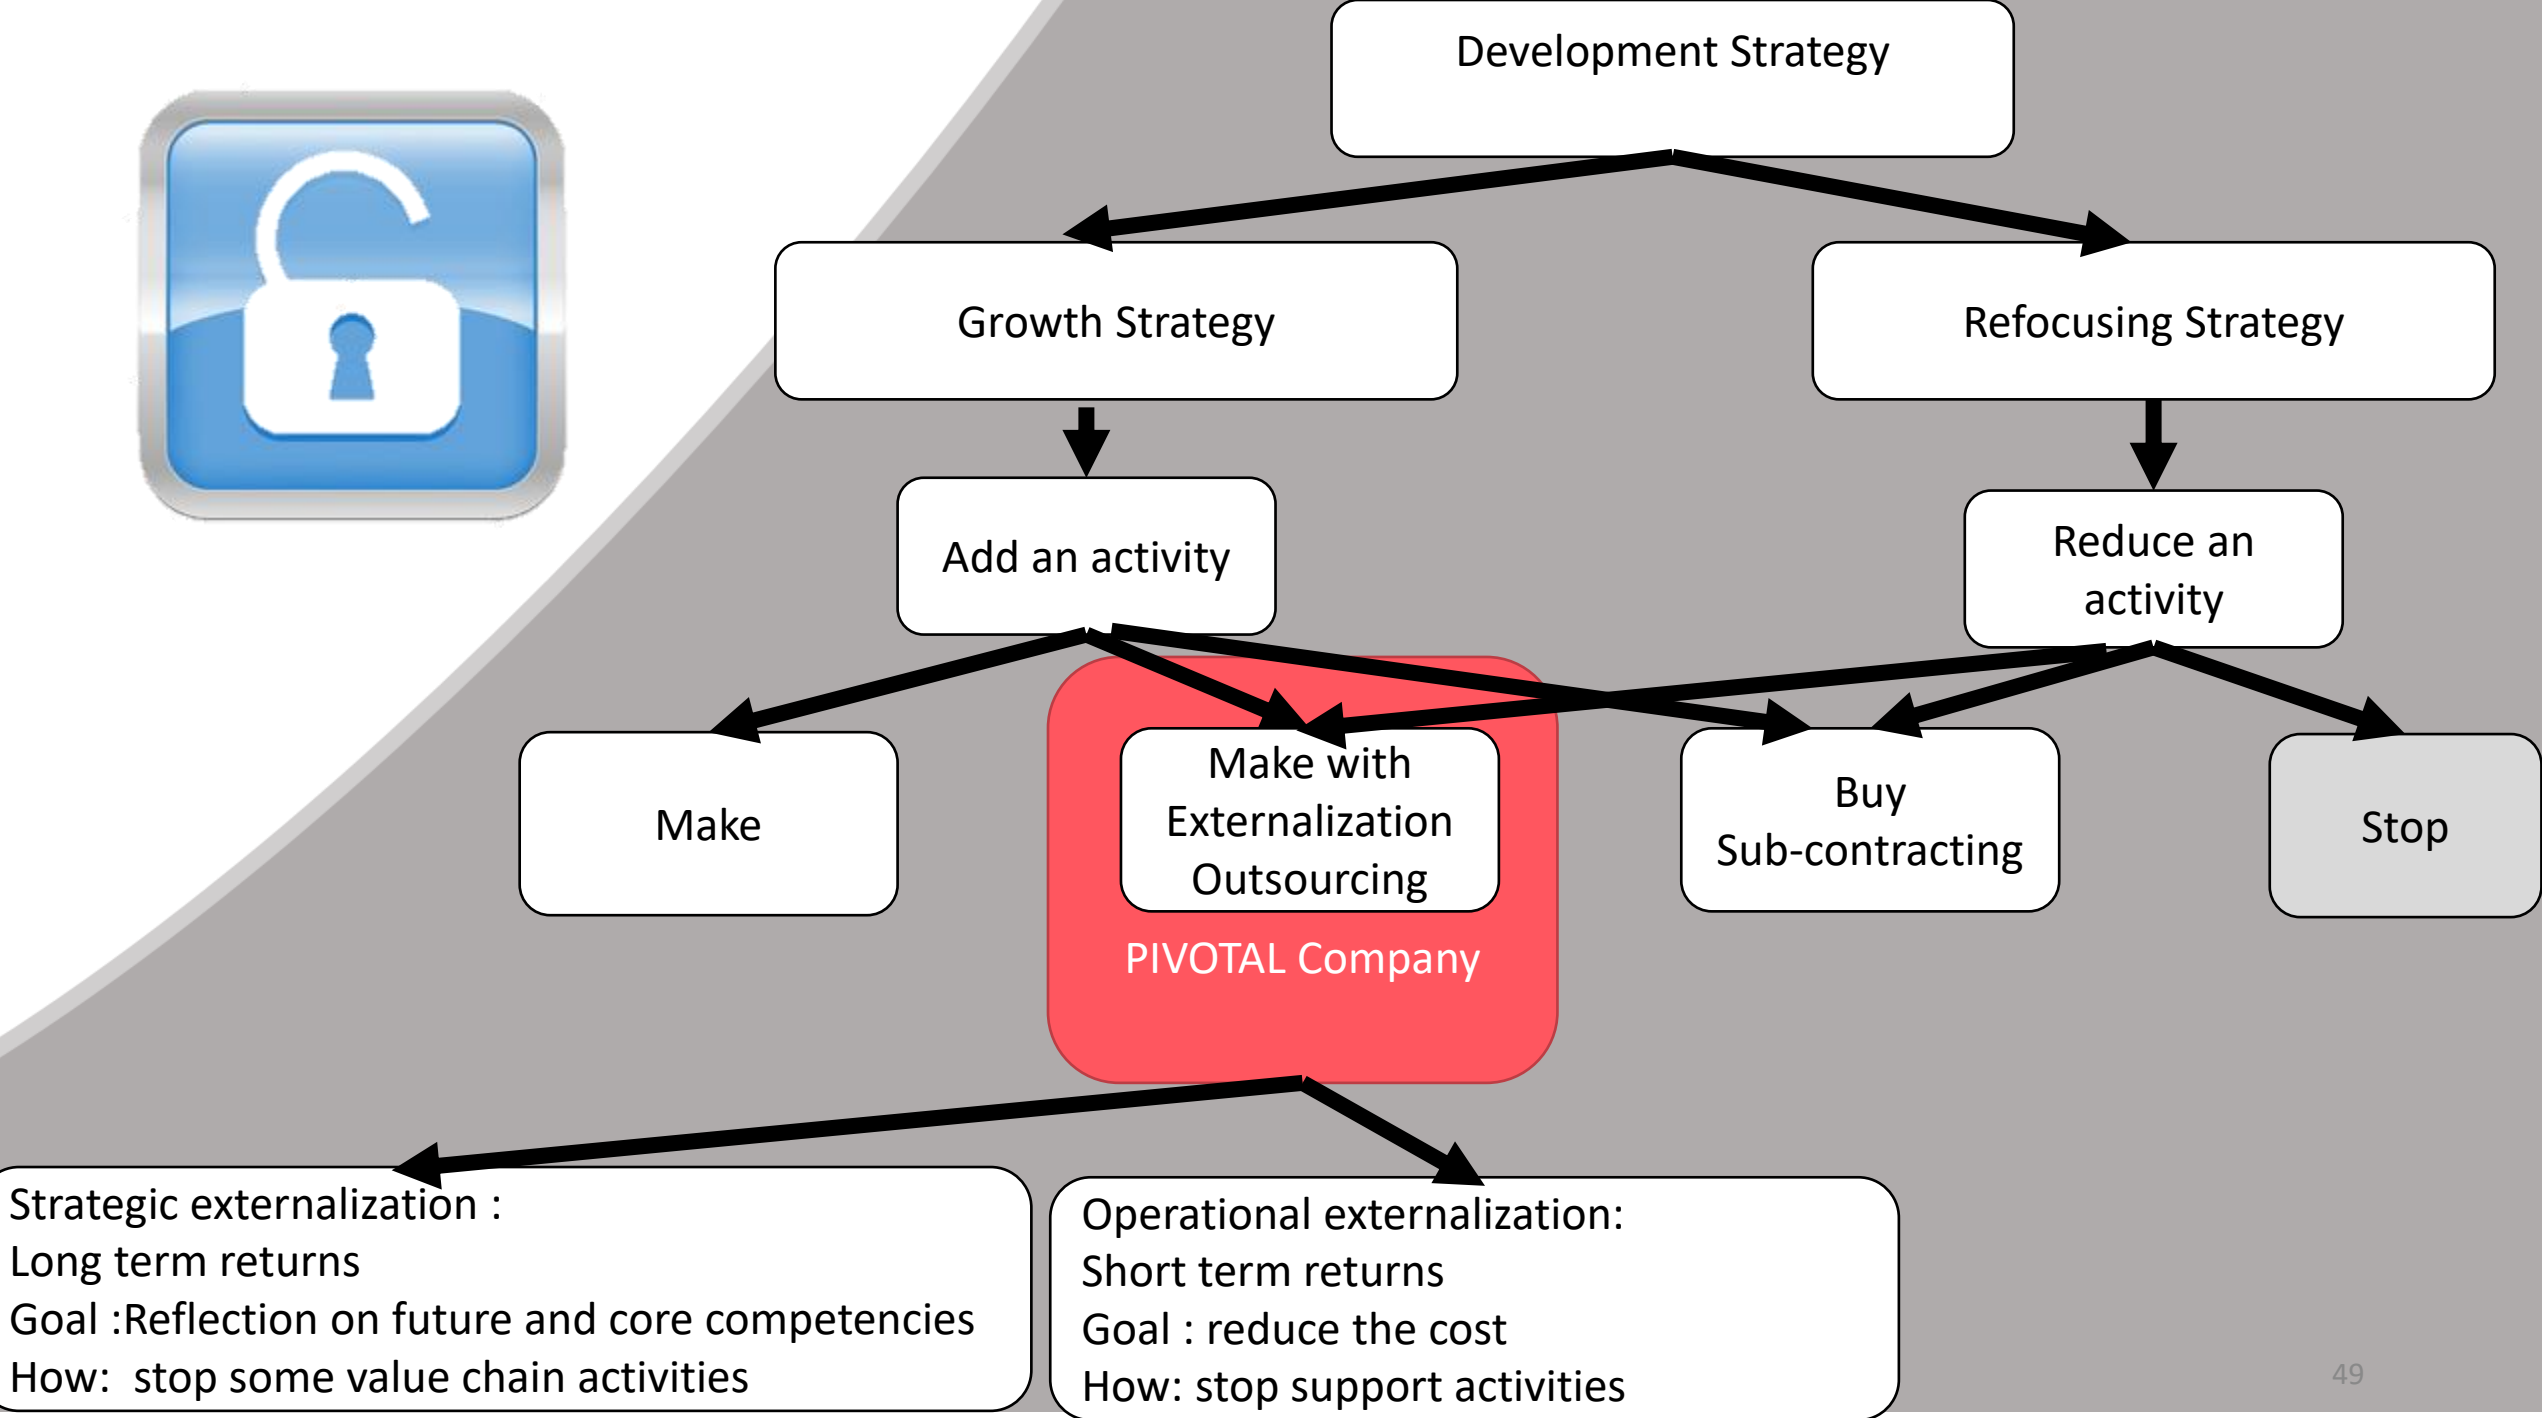 Development Strategy
Growth Strategy
Refocusing Strategy
Add an activity
Reduce an
activity
Make
Make with
Externalization
Outsourcing
PIVOTAL Company
Buy
Sub-contracting
Stop
Strategic externalization :
Long term returns
Goal :Reflection on future and core competencies
How:  stop some value chain activities
Operational externalization:
Short term returns
Goal : reduce the cost
How: stop support activities
49